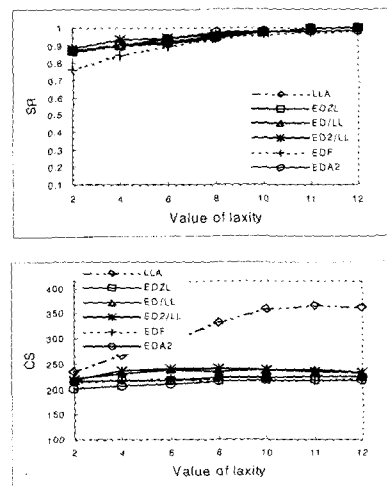 1
0.9
0.8
0.7
0.6
0.5
0.4
0.3
0.2
0.1
SR
LLA
EDZL
ED/LL
ED2/LL
EDF
EDA2
2 4 6 8 10 11 12
Value of laxity
LLA
EDZL
ED/LL
ED2/LL
EDF
EDA2
400
350
300
250
200
150
100
CS
2 4 6 8 10 11 12
Value of laxity